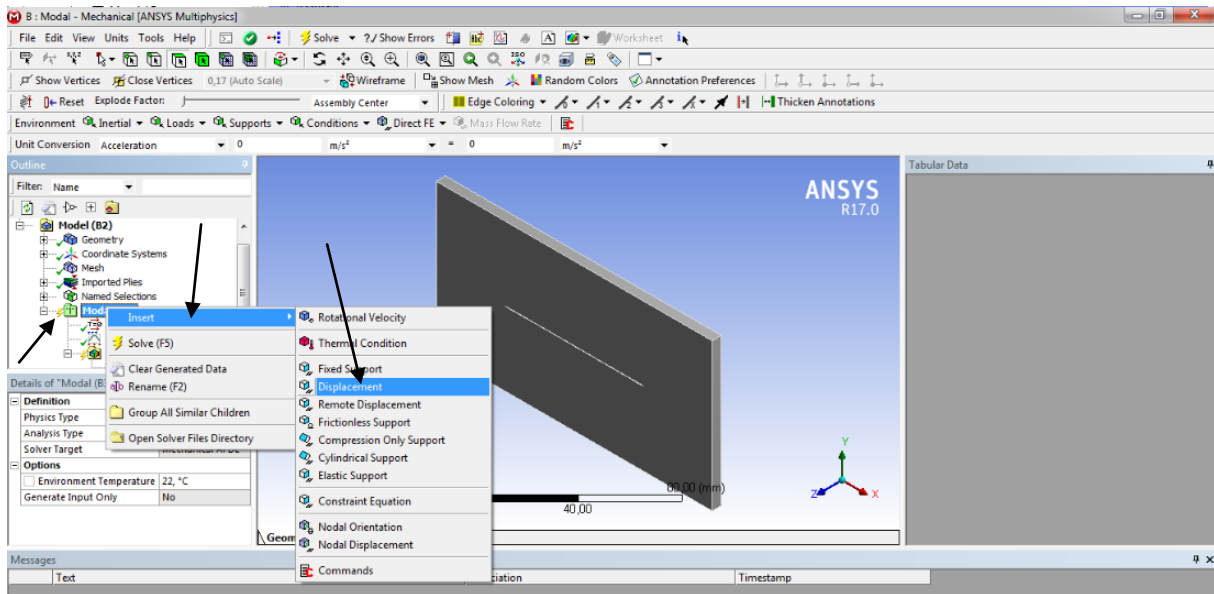 B : Modal - Mechanical [ANSYS Multiphysics]
File Edit View Units Tools Help Solve ?√ Show Errors Worksheet
Show Vertices Close Vertices 0,17 (Auto Scale) Wireframe Show Mesh Random Colors Annotation Preferences
Reset Explode Factor: Assembly Center Edge Coloring Thicken Annotations
Environment Inertial Loads Supports Conditions Direct FE Mass Flow Rate
Unit Conversion Acceleration 0 m/s² = 0 m/s²
Outline
Filter: Name
Model (B2)
Geometry
Coordinate Systems
Mesh
Imported Plies
Named Selections
Insert
Solve (F5)
Clear Generated Data
Rename (F2)
Group All Similar Children
Open Solver Files Directory
Rotational Velocity
Thermal Condition
Fixed Support
Displacement
Remote Displacement
Frictionless Support
Compression Only Support
Cylindrical Support
Elastic Support
Constraint Equation
Nodal Orientation
Nodal Displacement
Commands
Details of "Modal (B
Definition
Physics Type
Analysis Type
Solver Target
Options
Environment Temperature 22, °C
Generate Input Only No
ANSYS
R17.0
80,00 (mm)
40,00
Y
Z
X
Geom
Tabular Data
Messages
Text
ciation
Timestamp